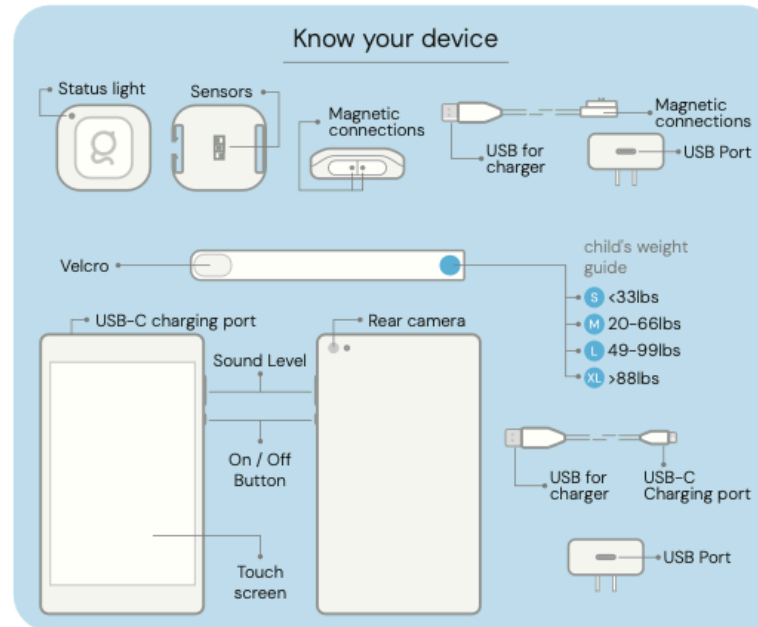 Know your device
Status light
Sensors
Magnetic
connections
USB for
charger
Magnetic
connections
USB Port
Velcro
child's weight
guide
S <33lbs
M 20-66lbs
L 49-99lbs
XL >88lbs
USB-C charging port
Rear camera
Sound Level
On / Off
Button
Touch
screen
USB for
charger
USB-C
Charging port
USB Port